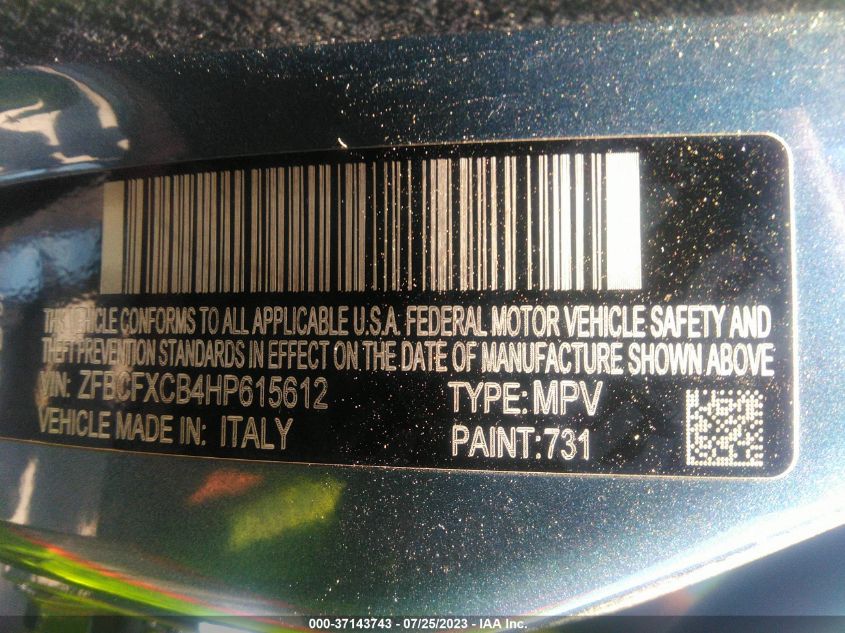 THIS VEHICLE CONFORMS TO ALL APPLICABLE U.S.A. FEDERAL MOTOR VEHICLE SAFETY AND
THEFT PREVENTION STANDARDS IN EFFECT ON THE DATE OF MANUFACTURE SHOWN ABOVE
VIN: ZFBCFXCB4HP615612 TYPE: MPV
VEHICLE MADE IN: ITALY PAINT:731
000-37143743 - 07/25/2023 - IAA Inc.